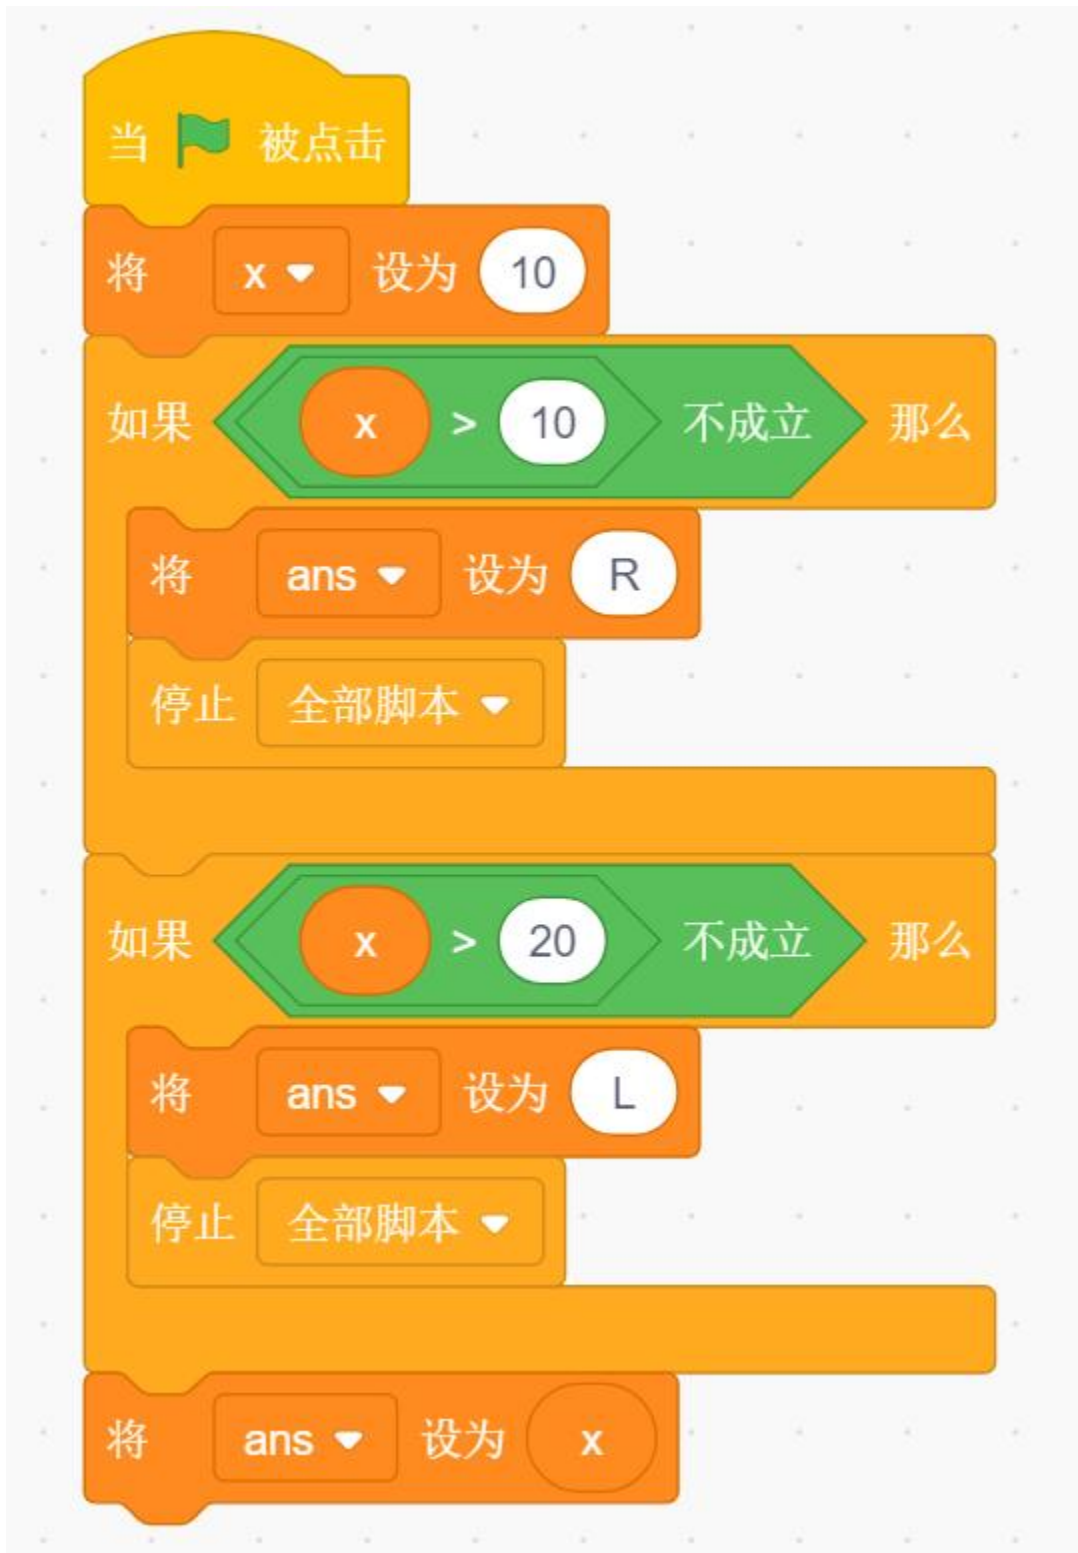 当 被点击
将 x 设为 10
如果 x > 10 不成立 那么
将 ans 设为 R
停止 全部脚本
如果 x > 20 不成立 那么
将 ans 设为 L
停止 全部脚本
将 ans 设为 x